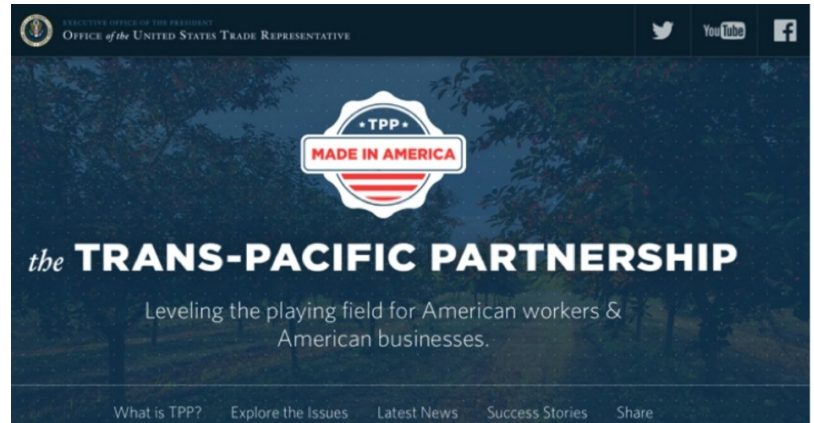 EXECUTIVE OFFICE OF THE PRESIDENT
OFFICE of the UNITED STATES TRADE REPRESENTATIVE
You Tube
TPP
MADE IN AMERICA
the TRANS-PACIFIC PARTNERSHIP
Leveling the playing field for American workers &
American businesses.
What is TPP? Explore the Issues Latest News Success Stories Share